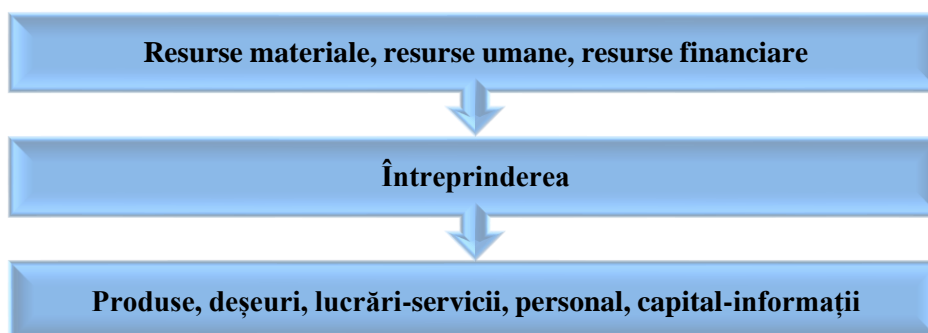 Resurse materiale, resurse umane, resurse financiare
Întreprinderea
Produse, deșeuri, lucrări-servicii, personal, capital-informații